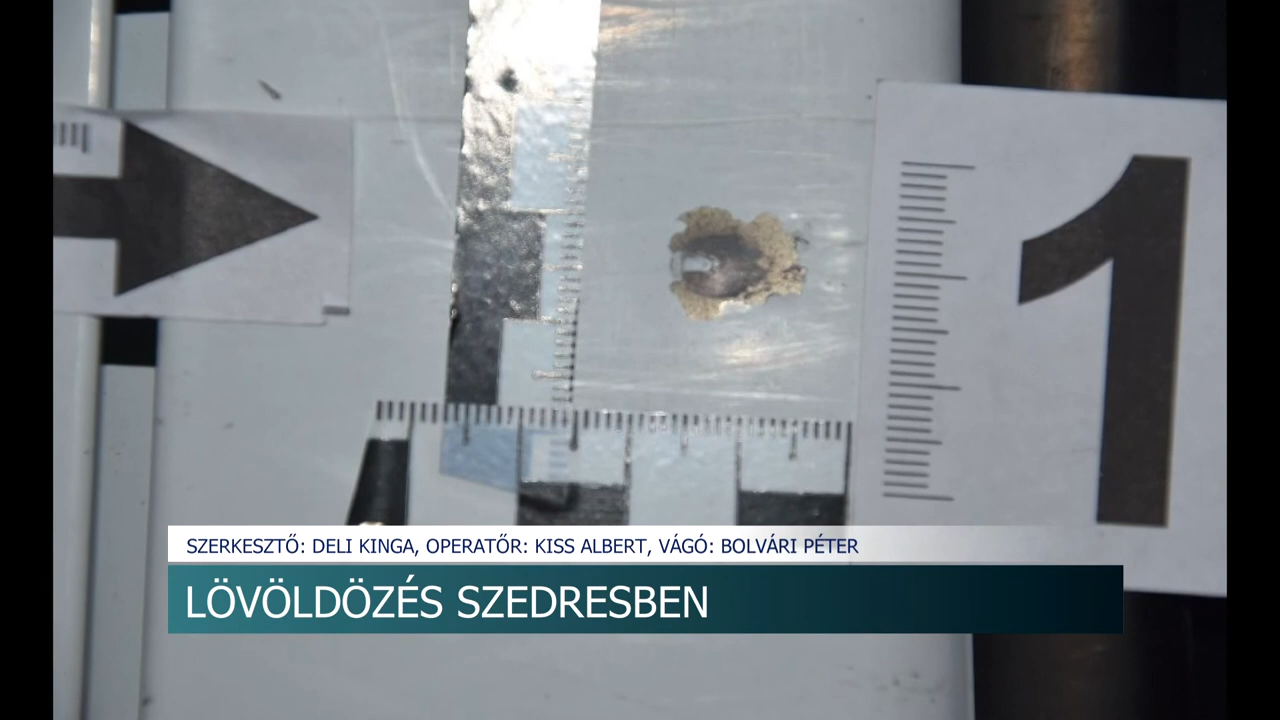 1
SZERKESZTŐ: DELI KINGA, OPERATŐR: KISS ALBERT, VÁGÓ: BOLVÁRI PÉTER
LÖVÖLDÖZÉS SZEDRESBEN